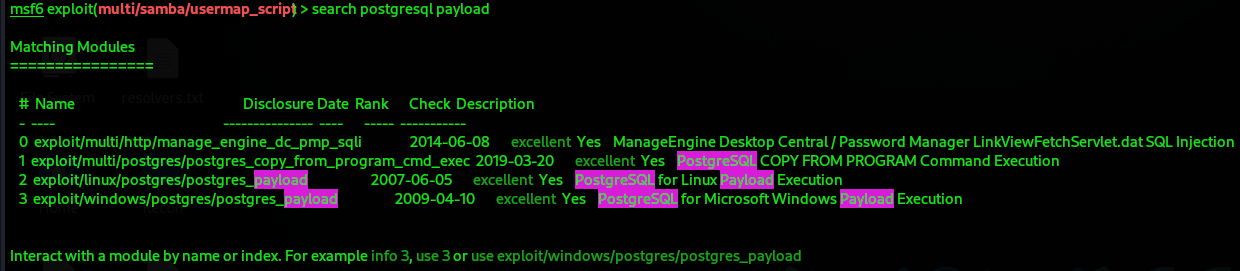 msf6 exploit(multi/samba/usermap_script) > search postgresql payload
Matching Modules
================
# Name Disclosure Date Rank Check Description
- ---- --------------- ---- ----- -----------
0 exploit/multi/http/manage_engine_dc_pmp_sqli 2014-06-08 excellent Yes ManageEngine Desktop Central / Password Manager LinkViewFetchServlet.dat SQL Injection
1 exploit/multi/postgres/postgres_copy_from_program_cmd_exec 2019-03-20 excellent Yes PostgreSQL COPY FROM PROGRAM Command Execution
2 exploit/linux/postgres/postgres_payload 2007-06-05 excellent Yes PostgreSQL for Linux Payload Execution
3 exploit/windows/postgres/postgres_payload 2009-04-10 excellent Yes PostgreSQL for Microsoft Windows Payload Execution
Interact with a module by name or index. For example info 3, use 3 or use exploit/windows/postgres/postgres_payload
resolvers.txt